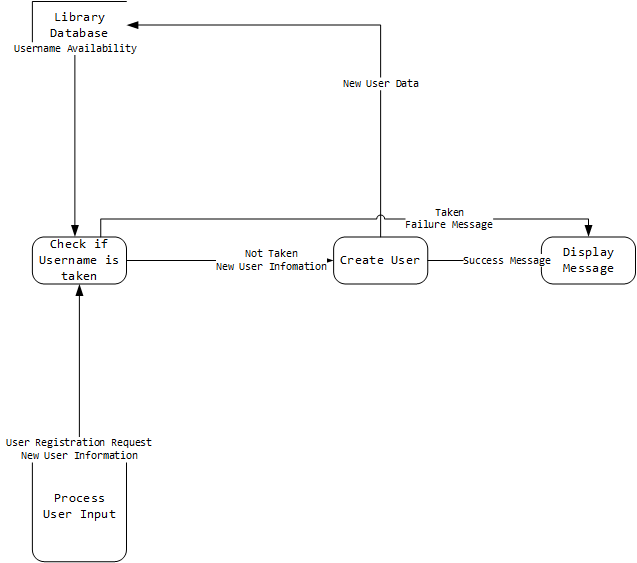 Library
Database
Username Availability
New User Data
Taken
Failure Message
Check if
Username is
taken
Not Taken
New User Infomation
Create User
Success Message
Display
Message
User Registration Request
New User Information
Process
User Input